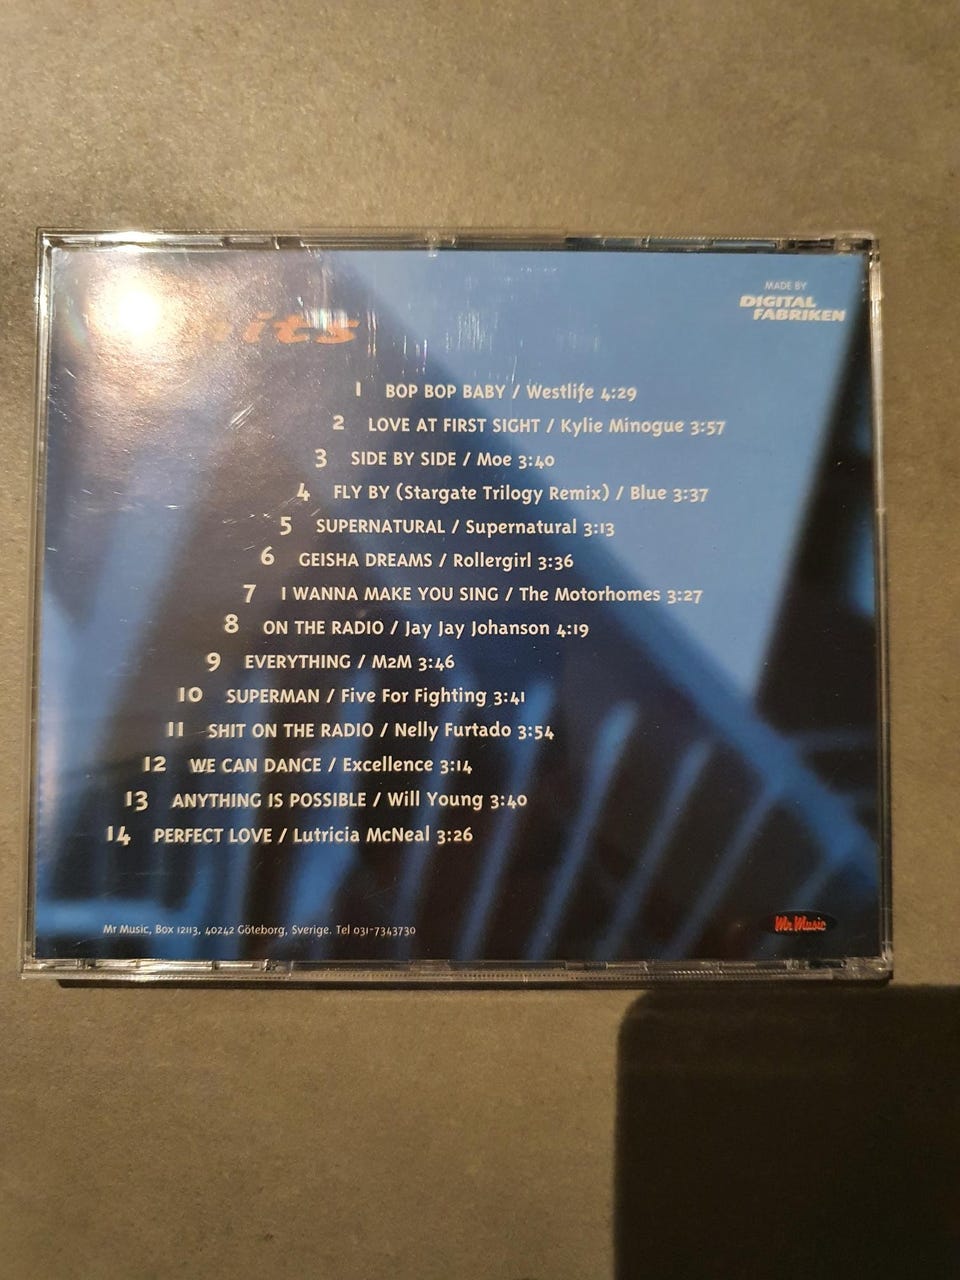 hits
MADE BY
DIGITAL
FABRIKEN
1 BOP BOP BABY / Westlife 4:29
2 LOVE AT FIRST SIGHT / Kylie Minogue 3:57
3 SIDE BY SIDE / Moe 3:40
4 FLY BY (Stargate Trilogy Remix) / Blue 3:37
5 SUPERNATURAL / Supernatural 3:13
6 GEISHA DREAMS / Rollergirl 3:36
7 I WANNA MAKE YOU SING / The Motorhomes 3:27
8 ON THE RADIO / Jay Jay Johanson 4:19
9 EVERYTHING / M2M 3:46
10 SUPERMAN / Five For Fighting 3:41
11 SHIT ON THE RADIO / Nelly Furtado 3:54
12 WE CAN DANCE / Excellence 3:14
13 ANYTHING IS POSSIBLE / Will Young 3:40
14 PERFECT LOVE / Lutricia McNeal 3:26
Mr Music, Box 12113, 40242 Göteborg, Sverige. Tel 031-7343730
Mr Music